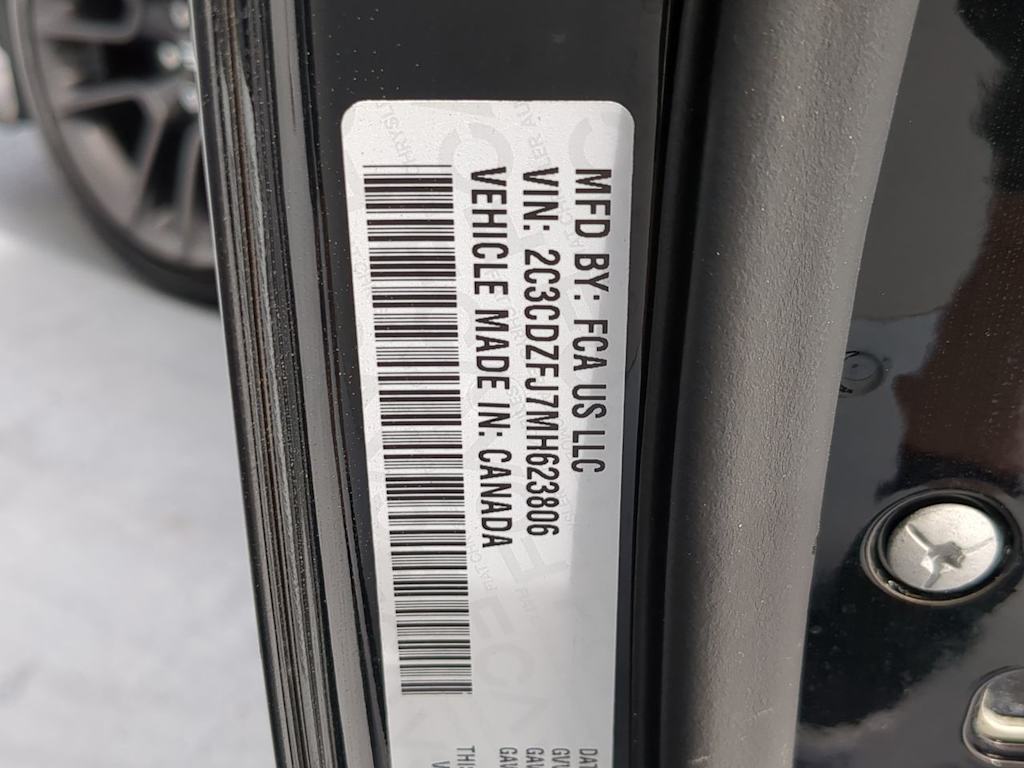 MFD BY: FCA US LLC
VIN: 2C3CDZFJ7MH623806
VEHICLE MADE IN: CANADA